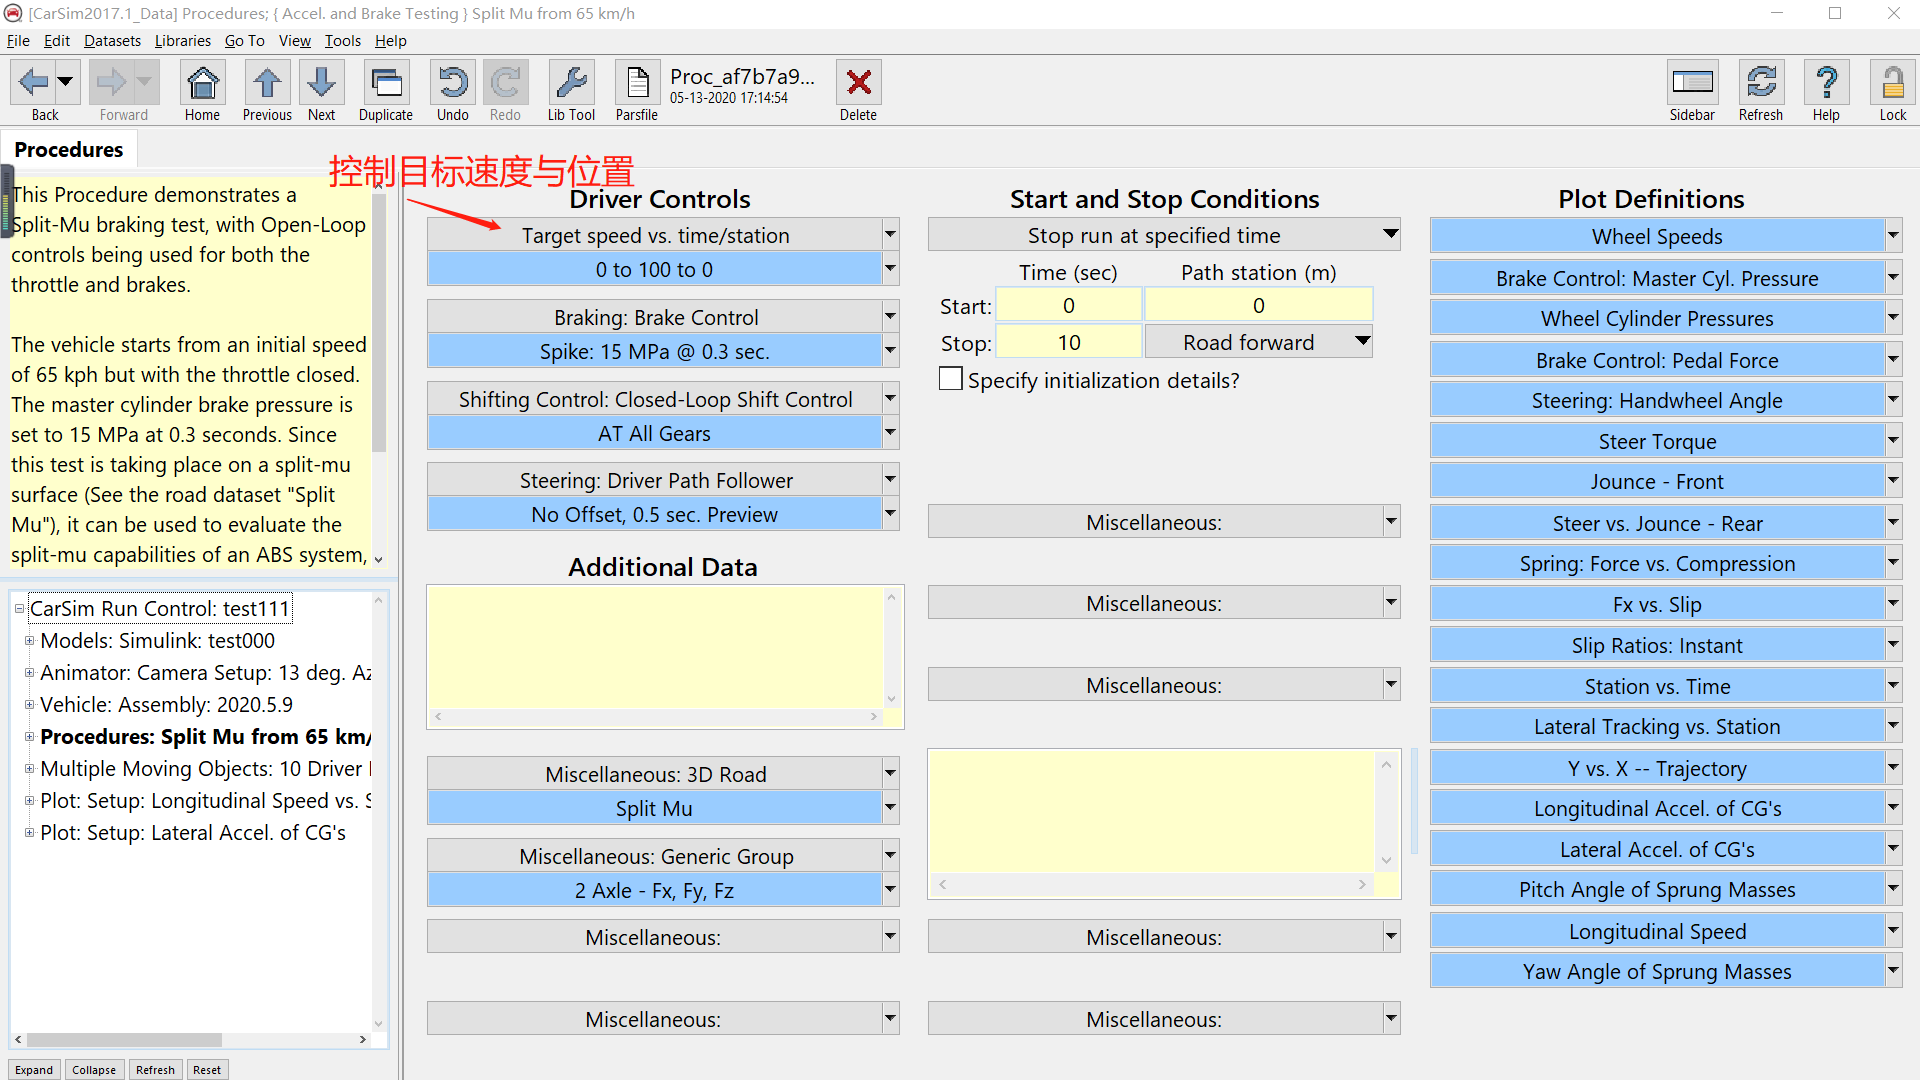 [CarSim2017.1_Data] Procedures; { Accel. and Brake Testing } Split Mu from 65 km/h
File Edit Datasets Libraries Go To View Tools Help
Back Forward Home Previous Next Duplicate Undo Redo Lib Tool Parsfile
Proc_af7b7a9...
05-13-2020 17:14:54
Delete Sidebar Refresh Help Lock
Procedures
控制目标速度与位置
This Procedure demonstrates a
Split-Mu braking test, with Open-Loop
controls being used for both the
throttle and brakes.
The vehicle starts from an initial speed
of 65 kph but with the throttle closed.
The master cylinder brake pressure is
set to 15 MPa at 0.3 seconds. Since
this test is taking place on a split-mu
surface (See the road dataset "Split
Mu"), it can be used to evaluate the
split-mu capabilities of an ABS system,
CarSim Run Control: test111
Models: Simulink: test000
Animator: Camera Setup: 13 deg. Az
Vehicle: Assembly: 2020.5.9
Procedures: Split Mu from 65 km/
Multiple Moving Objects: 10 Driver
Plot: Setup: Longitudinal Speed vs. S
Plot: Setup: Lateral Accel. of CG's
Expand Collapse Refresh Reset
Driver Controls
Target speed vs. time/station
0 to 100 to 0
Braking: Brake Control
Spike: 15 MPa @ 0.3 sec.
Shifting Control: Closed-Loop Shift Control
AT All Gears
Steering: Driver Path Follower
No Offset, 0.5 sec. Preview
Additional Data
Miscellaneous: 3D Road
Split Mu
Miscellaneous: Generic Group
2 Axle - Fx, Fy, Fz
Miscellaneous:
Miscellaneous:
Start and Stop Conditions
Stop run at specified time
Time (sec) Path station (m)
Start: 0 0
Stop: 10 Road forward
Specify initialization details?
Miscellaneous:
Miscellaneous:
Miscellaneous:
Miscellaneous:
Miscellaneous:
Plot Definitions
Wheel Speeds
Brake Control: Master Cyl. Pressure
Wheel Cylinder Pressures
Brake Control: Pedal Force
Steering: Handwheel Angle
Steer Torque
Jounce - Front
Steer vs. Jounce - Rear
Spring: Force vs. Compression
Fx vs. Slip
Slip Ratios: Instant
Station vs. Time
Lateral Tracking vs. Station
Y vs. X -- Trajectory
Longitudinal Accel. of CG's
Lateral Accel. of CG's
Pitch Angle of Sprung Masses
Longitudinal Speed
Yaw Angle of Sprung Masses